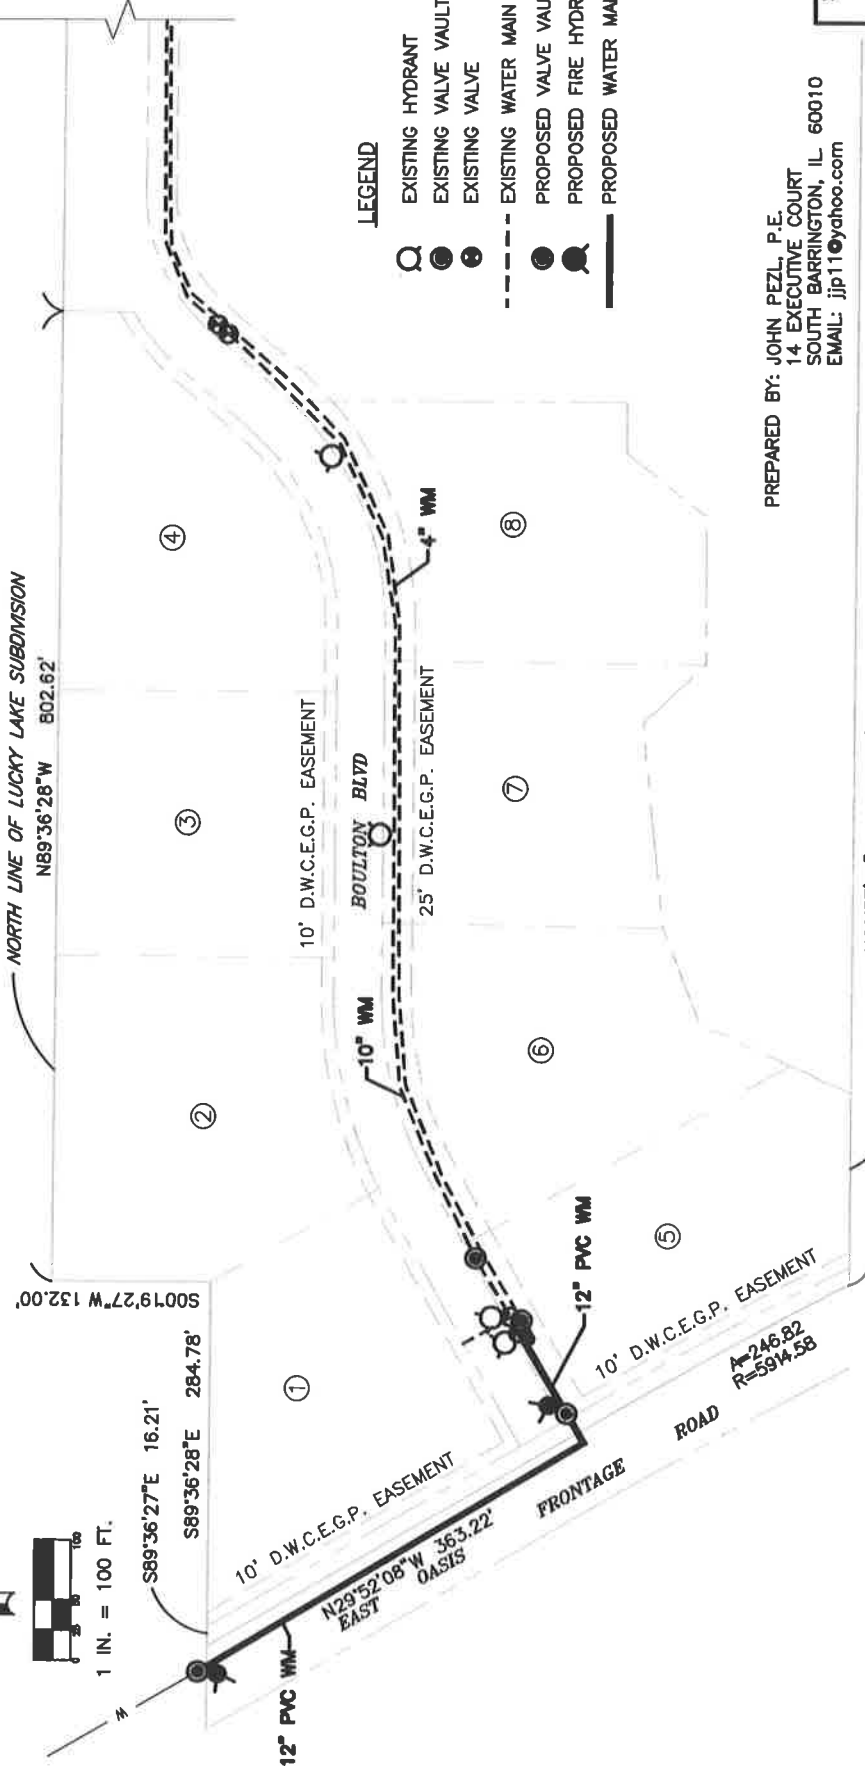 NORTH LINE OF LUCKY LAKE SUBDIVISION
N89°36'28"W 802.62'
1 IN. = 100 FT.
0 25 50 100
S89°36'27"E 16.21'
S89°36'28"E 284.78'
S00°19'27"W 132.00'
W
1
2
3
4
10' D.W.C.E.G.P. EASEMENT
BOULTON BLVD
10" WM
4" WM
25' D.W.C.E.G.P. EASEMENT
5
6
7
8
10' D.W.C.E.G.P. EASEMENT
N29°52'08"W 363.22'
EAST OASIS FRONTAGE ROAD
12" PVC WM
12" PVC WM
10' D.W.C.E.G.P. EASEMENT
A=246.82
R=5914.58
LEGEND
EXISTING HYDRANT
EXISTING VALVE VAULT
EXISTING VALVE
EXISTING WATER MAIN
PROPOSED VALVE VAU
PROPOSED FIRE HYDR
PROPOSED WATER MA
PREPARED BY: JOHN PEZL, P.E.
14 EXECUTIVE COURT
SOUTH BARRINGTON, IL 60010
EMAIL: jjp11@yahoo.com